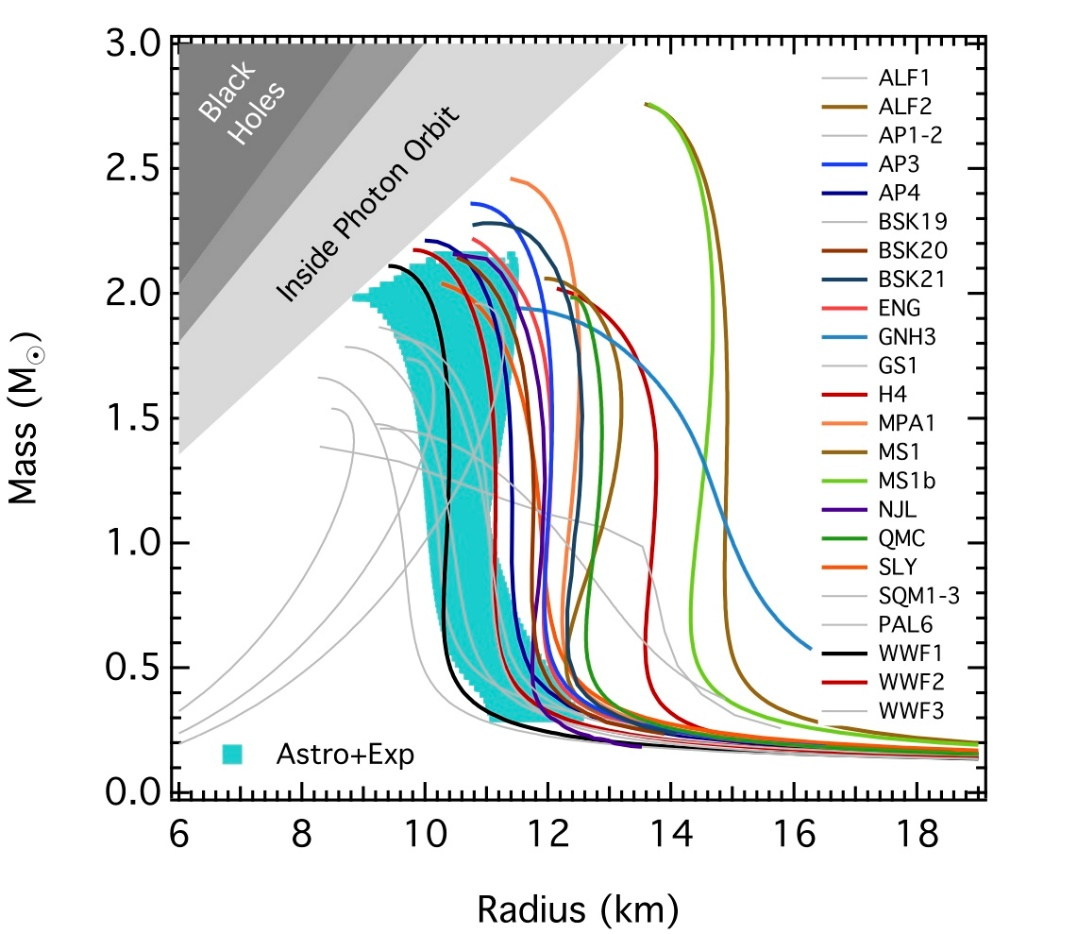 3.0
2.5
2.0
1.5
1.0
0.5
0.0
Mass (M☉)
Black
Holes
Inside Photon Orbit
ALF1
ALF2
AP1-2
AP3
AP4
BSK19
BSK20
BSK21
ENG
GNH3
GS1
H4
MPA1
MS1
MS1b
NJL
QMC
SLY
SQM1-3
PAL6
WWF1
WWF2
WWF3
Astro+Exp
6 8 10 12 14 16 18
Radius (km)